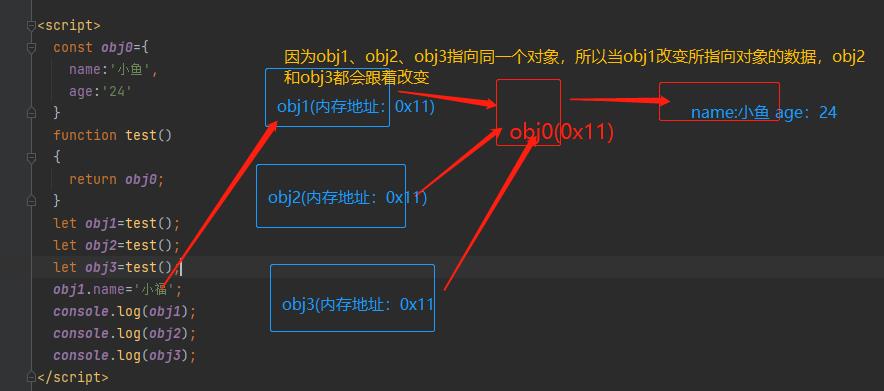 <script>
const obj0={
name:'小鱼',
age:'24'
}
function test()
{
return obj0;
}
let obj1=test();
let obj2=test();
let obj3=test();
obj1.name='小福';
console.log(obj1);
console.log(obj2);
console.log(obj3);
</script>
因为obj1、obj2、obj3指向同一个对象，所以当obj1改变所指向对象的数据，obj2
和obj3都会跟着改变
obj1(内存地址：0x11)
obj0(0x11)
name:小鱼 age：24
obj2(内存地址：0x11)
obj3(内存地址：0x11